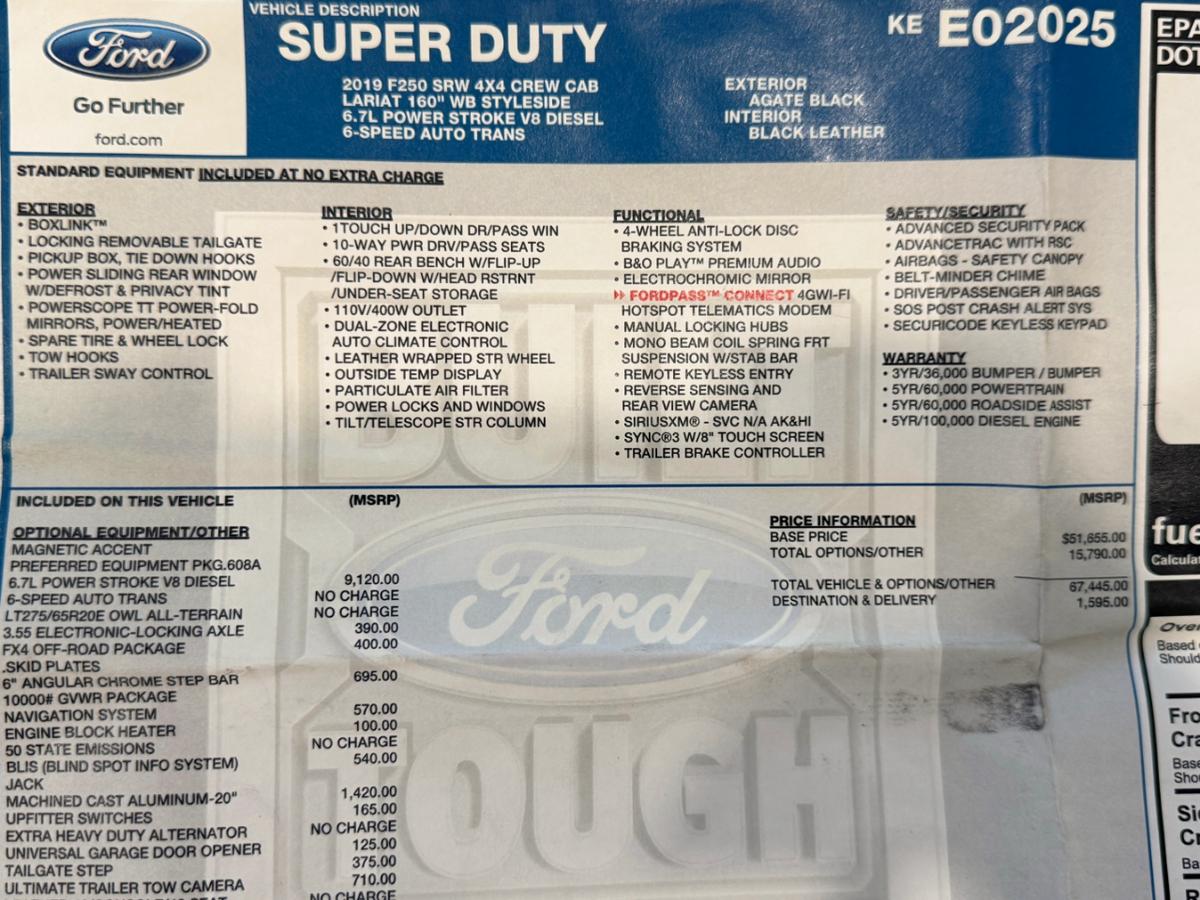 Ford
Go Further
ford.com
VEHICLE DESCRIPTION
SUPER DUTY
2019 F250 SRW 4X4 CREW CAB
LARIAT 160" WB STYLESIDE
6.7L POWER STROKE V8 DIESEL
6-SPEED AUTO TRANS
EXTERIOR
AGATE BLACK
INTERIOR
BLACK LEATHER
KE E02025
EPA
DOT
STANDARD EQUIPMENT INCLUDED AT NO EXTRA CHARGE
EXTERIOR
• BOXLINK™
• LOCKING REMOVABLE TAILGATE
• PICKUP BOX, TIE DOWN HOOKS
• POWER SLIDING REAR WINDOW
W/DEFROST & PRIVACY TINT
• POWERSCOPE TT POWER-FOLD
MIRRORS, POWER/HEATED
• SPARE TIRE & WHEEL LOCK
• TOW HOOKS
• TRAILER SWAY CONTROL
INTERIOR
• 1TOUCH UP/DOWN DR/PASS WIN
• 10-WAY PWR DRV/PASS SEATS
• 60/40 REAR BENCH W/FLIP-UP
/FLIP-DOWN W/HEAD RSTRNT
/UNDER-SEAT STORAGE
• 110V/400W OUTLET
• DUAL-ZONE ELECTRONIC
AUTO CLIMATE CONTROL
• LEATHER WRAPPED STR WHEEL
• OUTSIDE TEMP DISPLAY
• PARTICULATE AIR FILTER
• POWER LOCKS AND WINDOWS
• TILT/TELESCOPE STR COLUMN
FUNCTIONAL
• 4-WHEEL ANTI-LOCK DISC
BRAKING SYSTEM
• B&O PLAY™ PREMIUM AUDIO
• ELECTROCHROMIC MIRROR
FORDPASS™ CONNECT 4GWI-FI
HOTSPOT TELEMATICS MODEM
• MANUAL LOCKING HUBS
• MONO BEAM COIL SPRING FRT
SUSPENSION W/STAB BAR
• REMOTE KEYLESS ENTRY
• REVERSE SENSING AND
REAR VIEW CAMERA
• SIRIUSXM® - SVC N/A AK&HI
• SYNC®3 W/8" TOUCH SCREEN
• TRAILER BRAKE CONTROLLER
SAFETY/SECURITY
• ADVANCED SECURITY PACK
• ADVANCETRAC WITH RSC
• AIRBAGS - SAFETY CANOPY
• BELT-MINDER CHIME
• DRIVER/PASSENGER AIR BAGS
• SOS POST CRASH ALERT SYS
• SECURICODE KEYLESS KEYPAD
WARRANTY
• 3YR/36,000 BUMPER / BUMPER
• 5YR/60,000 POWERTRAIN
• 5YR/60,000 ROADSIDE ASSIST
• 5YR/100,000 DIESEL ENGINE
INCLUDED ON THIS VEHICLE (MSRP)
OPTIONAL EQUIPMENT/OTHER
MAGNETIC ACCENT
PREFERRED EQUIPMENT PKG.608A
6.7L POWER STROKE V8 DIESEL 9,120.00
6-SPEED AUTO TRANS NO CHARGE
LT275/65R20E OWL ALL-TERRAIN NO CHARGE
3.55 ELECTRONIC-LOCKING AXLE 390.00
FX4 OFF-ROAD PACKAGE 400.00
.SKID PLATES
6" ANGULAR CHROME STEP BAR 695.00
10000# GVWR PACKAGE
NAVIGATION SYSTEM 570.00
ENGINE BLOCK HEATER 100.00
50 STATE EMISSIONS NO CHARGE
BLIS (BLIND SPOT INFO SYSTEM) 540.00
JACK
MACHINED CAST ALUMINUM-20" 1,420.00
UPFITTER SWITCHES 165.00
EXTRA HEAVY DUTY ALTERNATOR NO CHARGE
UNIVERSAL GARAGE DOOR OPENER 125.00
TAILGATE STEP 375.00
ULTIMATE TRAILER TOW CAMERA 710.00
NO CHARGE
(MSRP)
PRICE INFORMATION
BASE PRICE $51,655.00
TOTAL OPTIONS/OTHER 15,790.00
TOTAL VEHICLE & OPTIONS/OTHER 67,445.00
DESTINATION & DELIVERY 1,595.00
BUILT
Ford
TOUGH
fue
Calcula
Over
Based
Should
Fro
Cra
Base
Shou
Si
Cr
Ba